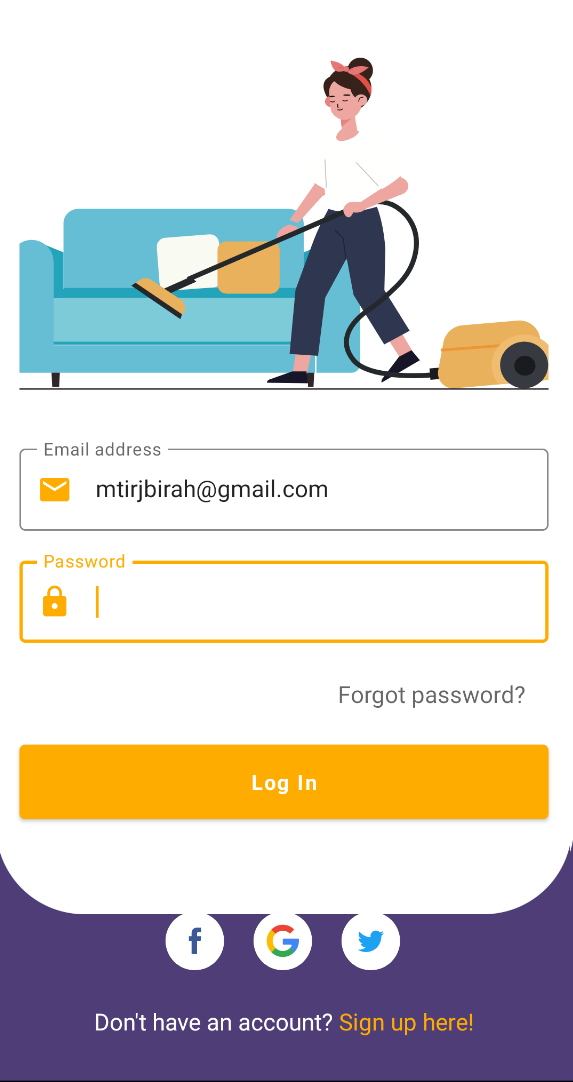 Email address
mtirjbirah@gmail.com
Password
Forgot password?
Log In
Don't have an account? Sign up here!